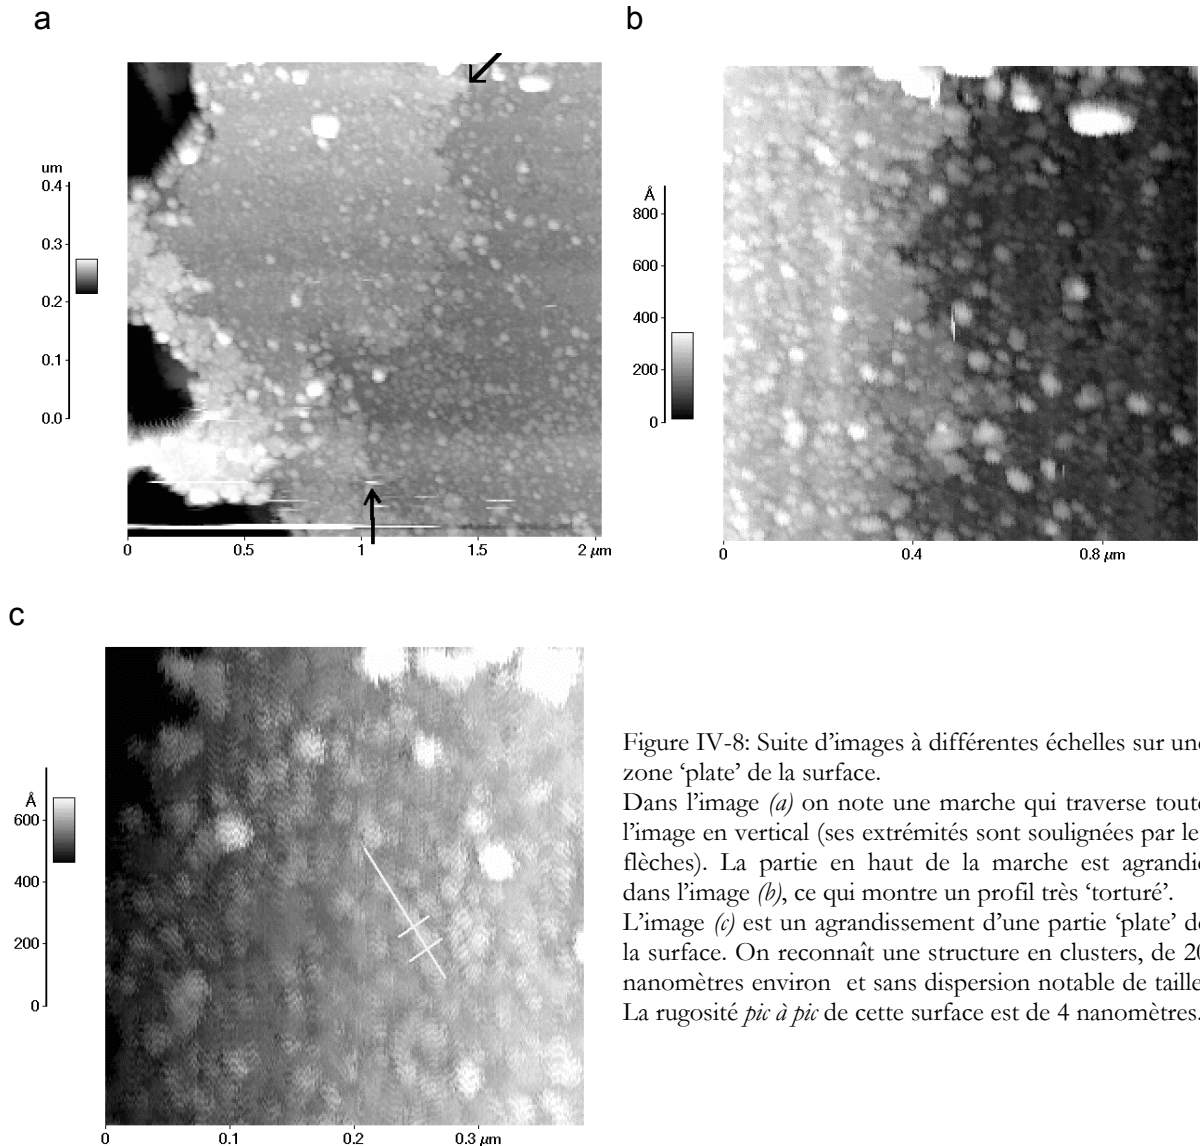 a
um
0.4
0.3
0.2
0.1
0.0
0 0.5 1 1.5 2 µm
b
Å
800
600
400
200
0
0 0.4 0.8 µm
c
Å
600
400
200
0
0 0.1 0.2 0.3 µm
Figure IV-8: Suite d'images à différentes échelles sur une
zone 'plate' de la surface.
Dans l'image (a) on note une marche qui traverse toute
l'image en vertical (ses extrémités sont soulignées par le
flèches). La partie en haut de la marche est agrandie
dans l'image (b), ce qui montre un profil très 'torturé'.
L'image (c) est un agrandissement d'une partie 'plate' de
la surface. On reconnaît une structure en clusters, de 20
nanomètres environ et sans dispersion notable de taille
La rugosité pic à pic de cette surface est de 4 nanomètres.